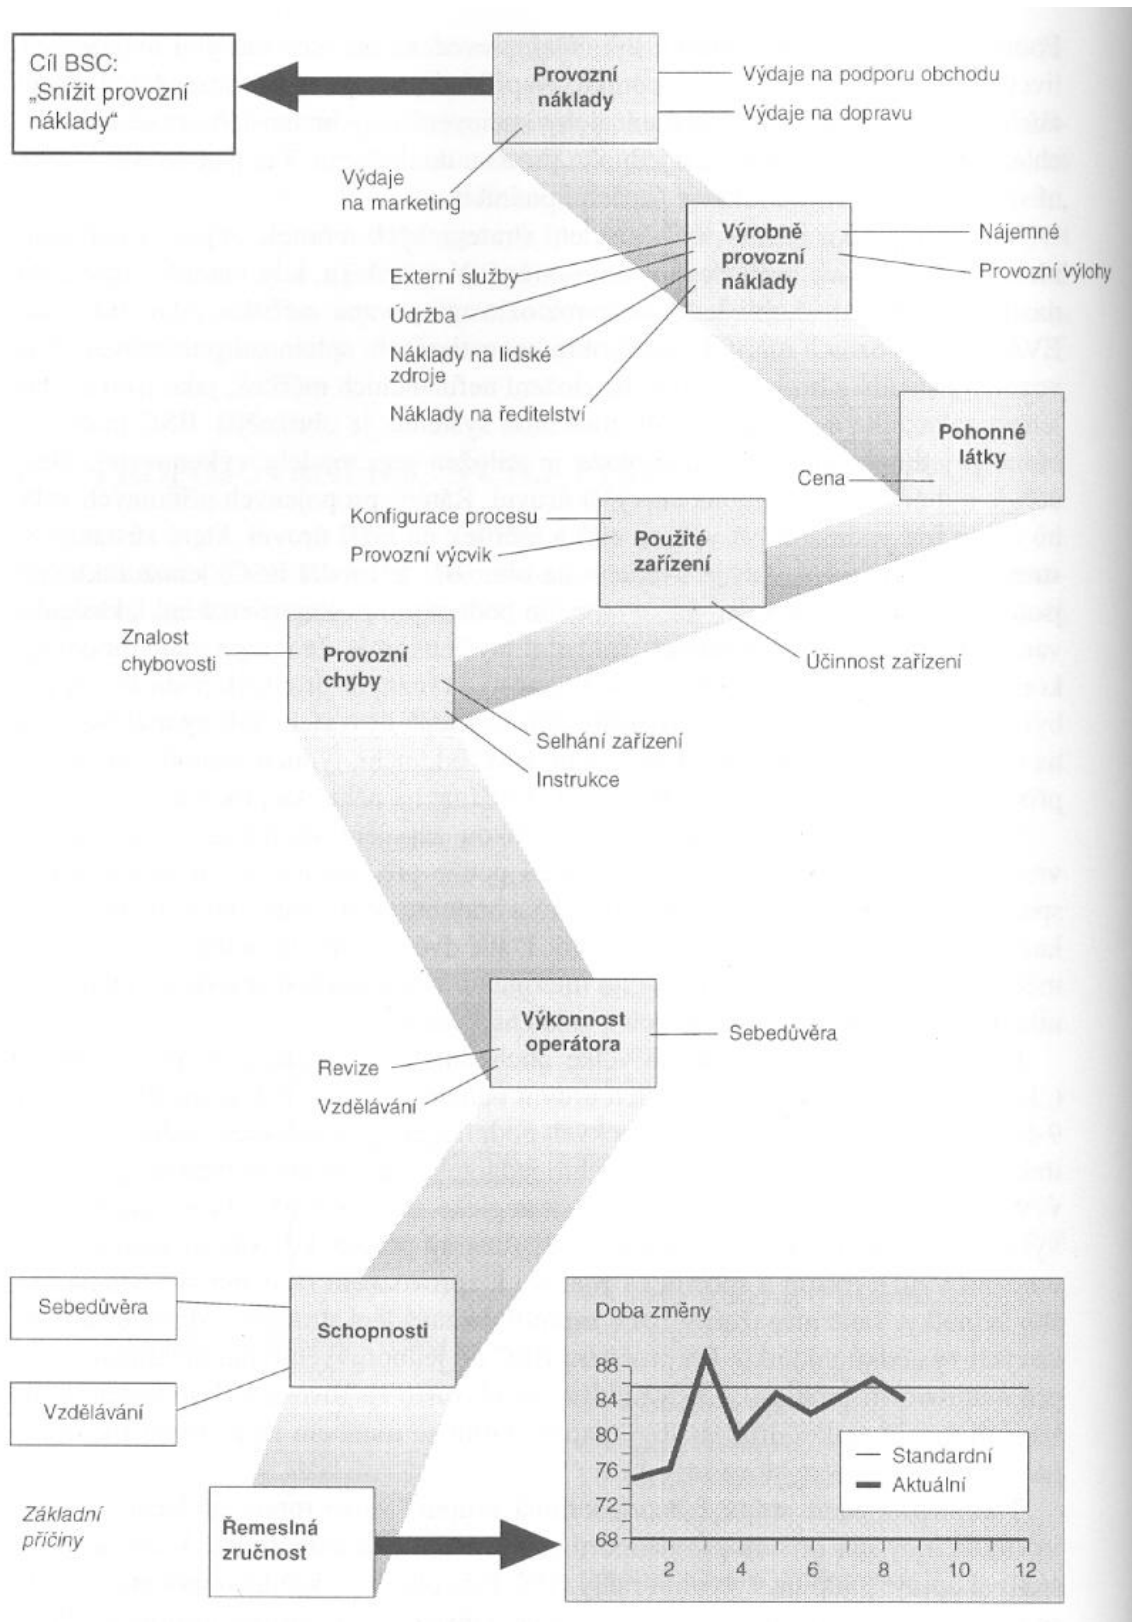 Cíl BSC:
„Snížit provozní
náklady“
Provozní
náklady
Výdaje na podporu obchodu
Výdaje na dopravu
Výdaje
na marketing
Výrobně
provozní
náklady
Nájemné
Provozní výlohy
Externí služby
Údržba
Náklady na lidské
zdroje
Náklady na ředitelství
Pohonné
látky
Cena
Konfigurace procesu
Provozní výcvik
Použité
zařízení
Účinnost zařízení
Znalost
chybovosti
Provozní
chyby
Selhání zařízení
Instrukce
Výkonnost
operátora
Sebedůvěra
Revize
Vzdělávání
Sebedůvěra
Schopnosti
Vzdělávání
Základní
příčiny
Řemeslná
zručnost
Doba změny
88
84
80
76
72
68
2 4 6 8 10 12
Standardní
Aktuální